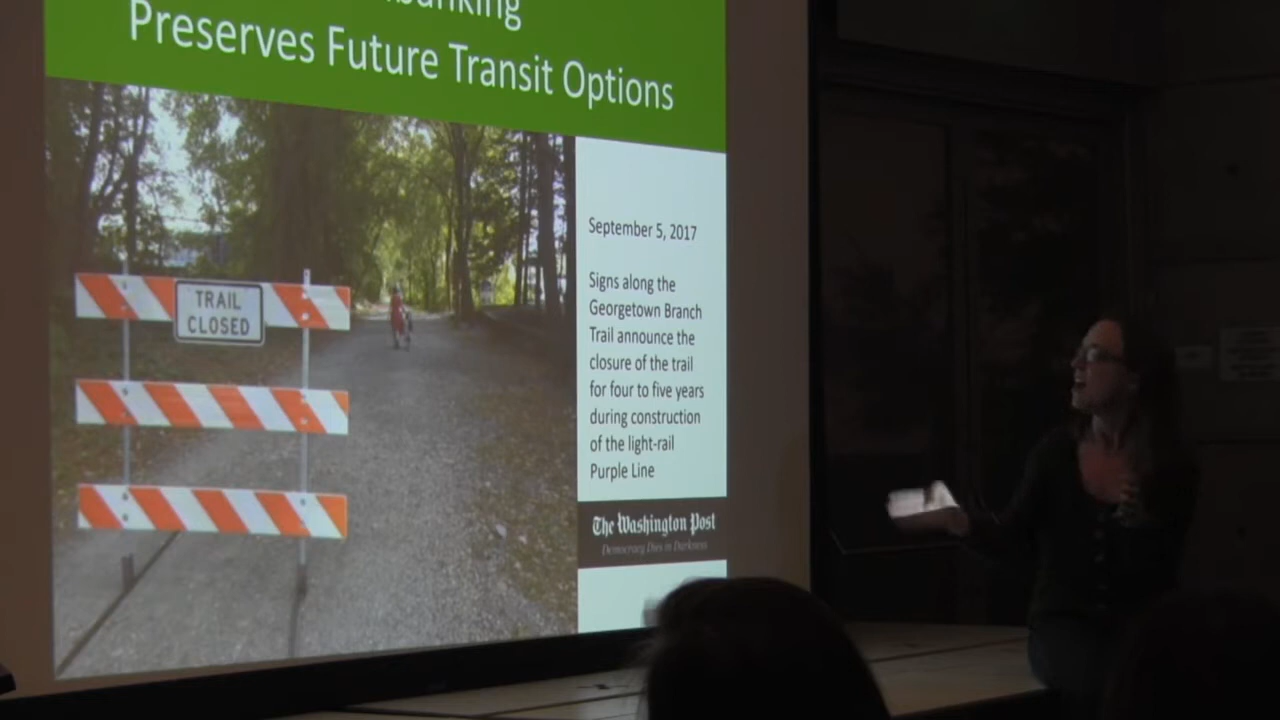 Preserves Future Transit Options
September 5, 2017
Signs along the
Georgetown Branch
Trail announce the
closure of the trail
for four to five years
during construction
of the light-rail
Purple Line
TRAIL
CLOSED
The Washington Post
Democracy Dies in Darkness